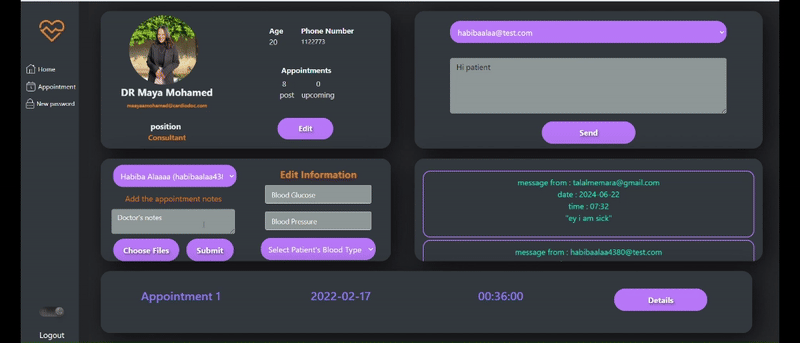 Home
Appointment
New password
Logout
DR Maya Mohamed
maayaamohamad@cardiodoc.com
position
Consultant
Age
20
Phone Number
1122773
Appointments
8
post
0
upcoming
Edit
habibaalaa@test.com
Hi patient
Send
Habiba Alaaaa (habibaalaa438
Add the appointment notes
Doctor's notes
Choose Files
Submit
Edit Information
Blood Glucose
Blood Pressure
Select Patient's Blood Type
message from : talalmemara@gmail.com
date : 2024-06-22
time : 07:32
"ey i am sick"
message from : habibaalaa4380@test.com
Appointment 1
2022-02-17
00:36:00
Details